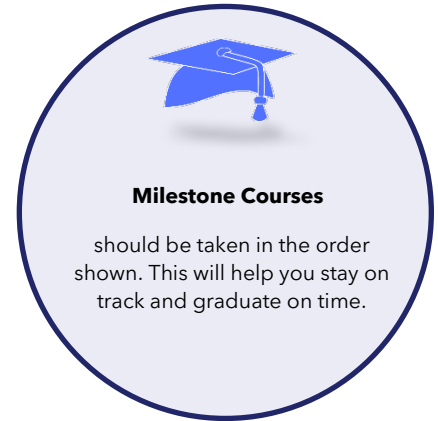 Milestone Courses
should be taken in the order
shown. This will help you stay on
track and graduate on time.